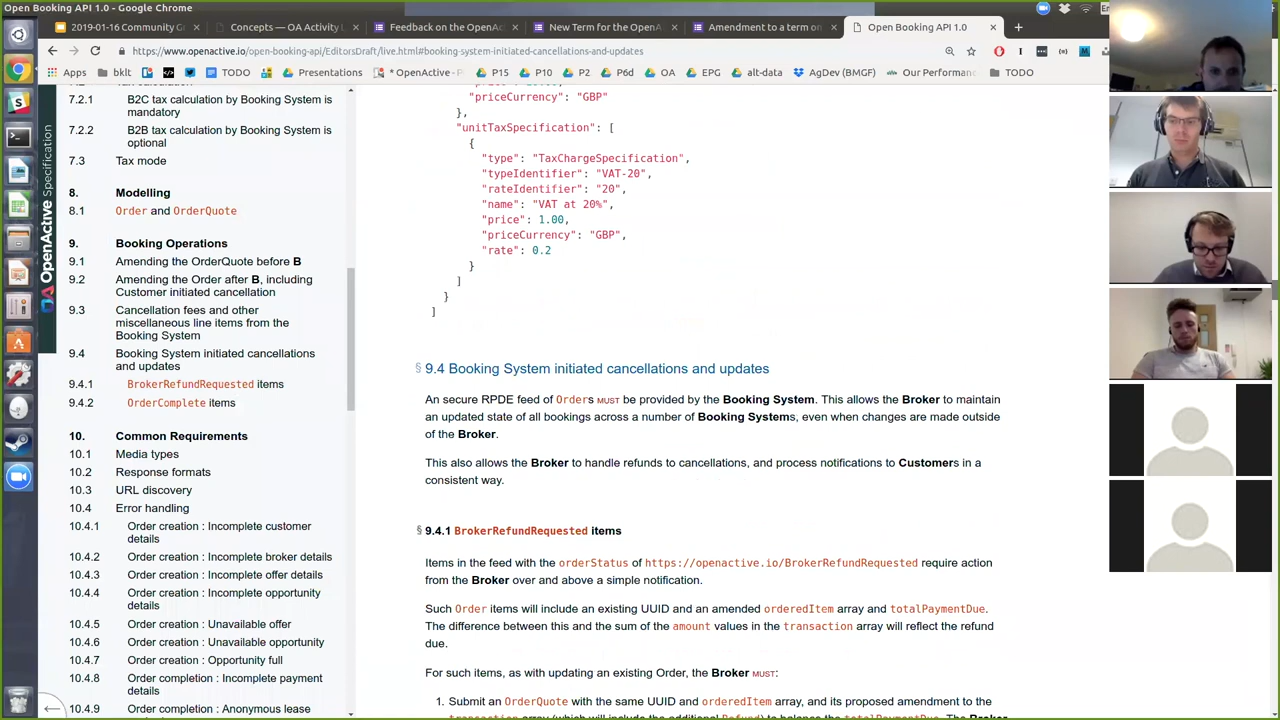 Open Booking API 1.0 - Google Chrome
2019-01-16 Community G
Concepts — OA Activity L
Feedback on the OpenA
New Term for the OpenA
Amendment to a term on
Open Booking API 1.0
https://www.openactive.io/open-booking-api/EditorsDraft/live.html#booking-system-initiated-cancellations-and-updates
Apps
bklt
TODO
Presentations
* OpenActive - P
P15
P10
P2
P6d
OA
EPG
alt-data
AgDev (BMGF)
Our Performanc
TODO
OpenActive Specification
7.2.1 B2C tax calculation by Booking System is
mandatory
7.2.2 B2B tax calculation by Booking System is
optional
7.3 Tax mode
8. Modelling
8.1 Order and OrderQuote
9. Booking Operations
9.1 Amending the OrderQuote before B
9.2 Amending the Order after B, including
Customer initiated cancellation
9.3 Cancellation fees and other
miscellaneous line items from the
Booking System
9.4 Booking System initiated cancellations
and updates
9.4.1 BrokerRefundRequested items
9.4.2 OrderComplete items
10. Common Requirements
10.1 Media types
10.2 Response formats
10.3 URL discovery
10.4 Error handling
10.4.1 Order creation : Incomplete customer
details
10.4.2 Order creation : Incomplete broker details
10.4.3 Order creation : Incomplete offer details
10.4.4 Order creation : Incomplete opportunity
details
10.4.5 Order creation : Unavailable offer
10.4.6 Order creation : Unavailable opportunity
10.4.7 Order creation : Opportunity full
10.4.8 Order completion : Incomplete payment
details
10.4.9 Order completion : Anonymous lease
"priceCurrency": "GBP"
},
"unitTaxSpecification": [
{
"type": "TaxChargeSpecification",
"typeIdentifier": "VAT-20",
"rateIdentifier": "20",
"name": "VAT at 20%",
"price": 1.00,
"priceCurrency": "GBP",
"rate": 0.2
}
]
}
]
§ 9.4 Booking System initiated cancellations and updates
An secure RPDE feed of Orders MUST be provided by the Booking System. This allows the Broker to maintain
an updated state of all bookings across a number of Booking Systems, even when changes are made outside
of the Broker.
This also allows the Broker to handle refunds to cancellations, and process notifications to Customers in a
consistent way.
§ 9.4.1 BrokerRefundRequested items
Items in the feed with the orderStatus of https://openactive.io/BrokerRefundRequested require action
from the Broker over and above a simple notification.
Such Order items will include an existing UUID and an amended orderedItem array and totalPaymentDue.
The difference between this and the sum of the amount values in the transaction array will reflect the refund
due.
For such items, as with updating an existing Order, the Broker MUST:
1. Submit an OrderQuote with the same UUID and orderedItem array, and its proposed amendment to the
transaction array (which will include the additional Refund) to balance the totalPaymentDue. The Broker